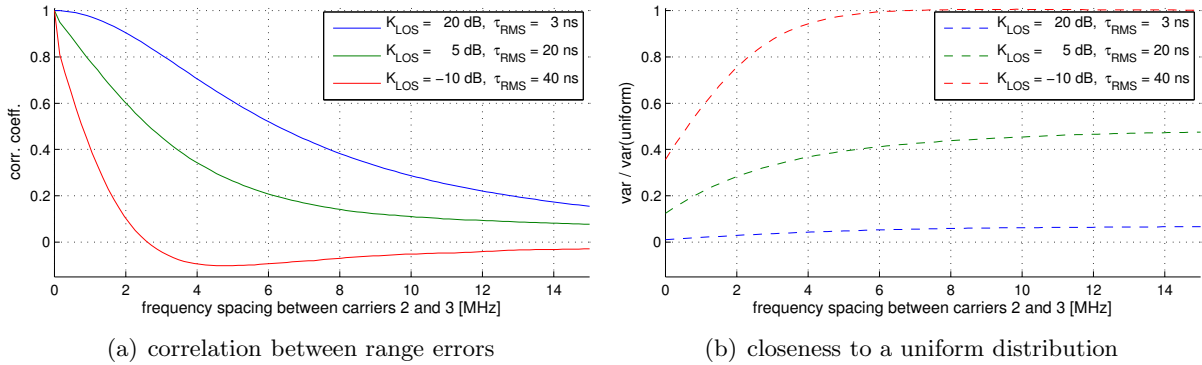 1
0.8
0.6
0.4
0.2
0
corr. coeff.
K_LOS = 20 dB, τ_RMS = 3 ns
K_LOS = 5 dB, τ_RMS = 20 ns
K_LOS = −10 dB, τ_RMS = 40 ns
0 2 4 6 8 10 12 14
frequency spacing between carriers 2 and 3 [MHz]
(a) correlation between range errors
1
0.8
0.6
0.4
0.2
0
var / var(uniform)
K_LOS = 20 dB, τ_RMS = 3 ns
K_LOS = 5 dB, τ_RMS = 20 ns
K_LOS = −10 dB, τ_RMS = 40 ns
0 2 4 6 8 10 12 14
frequency spacing between carriers 2 and 3 [MHz]
(b) closeness to a uniform distribution